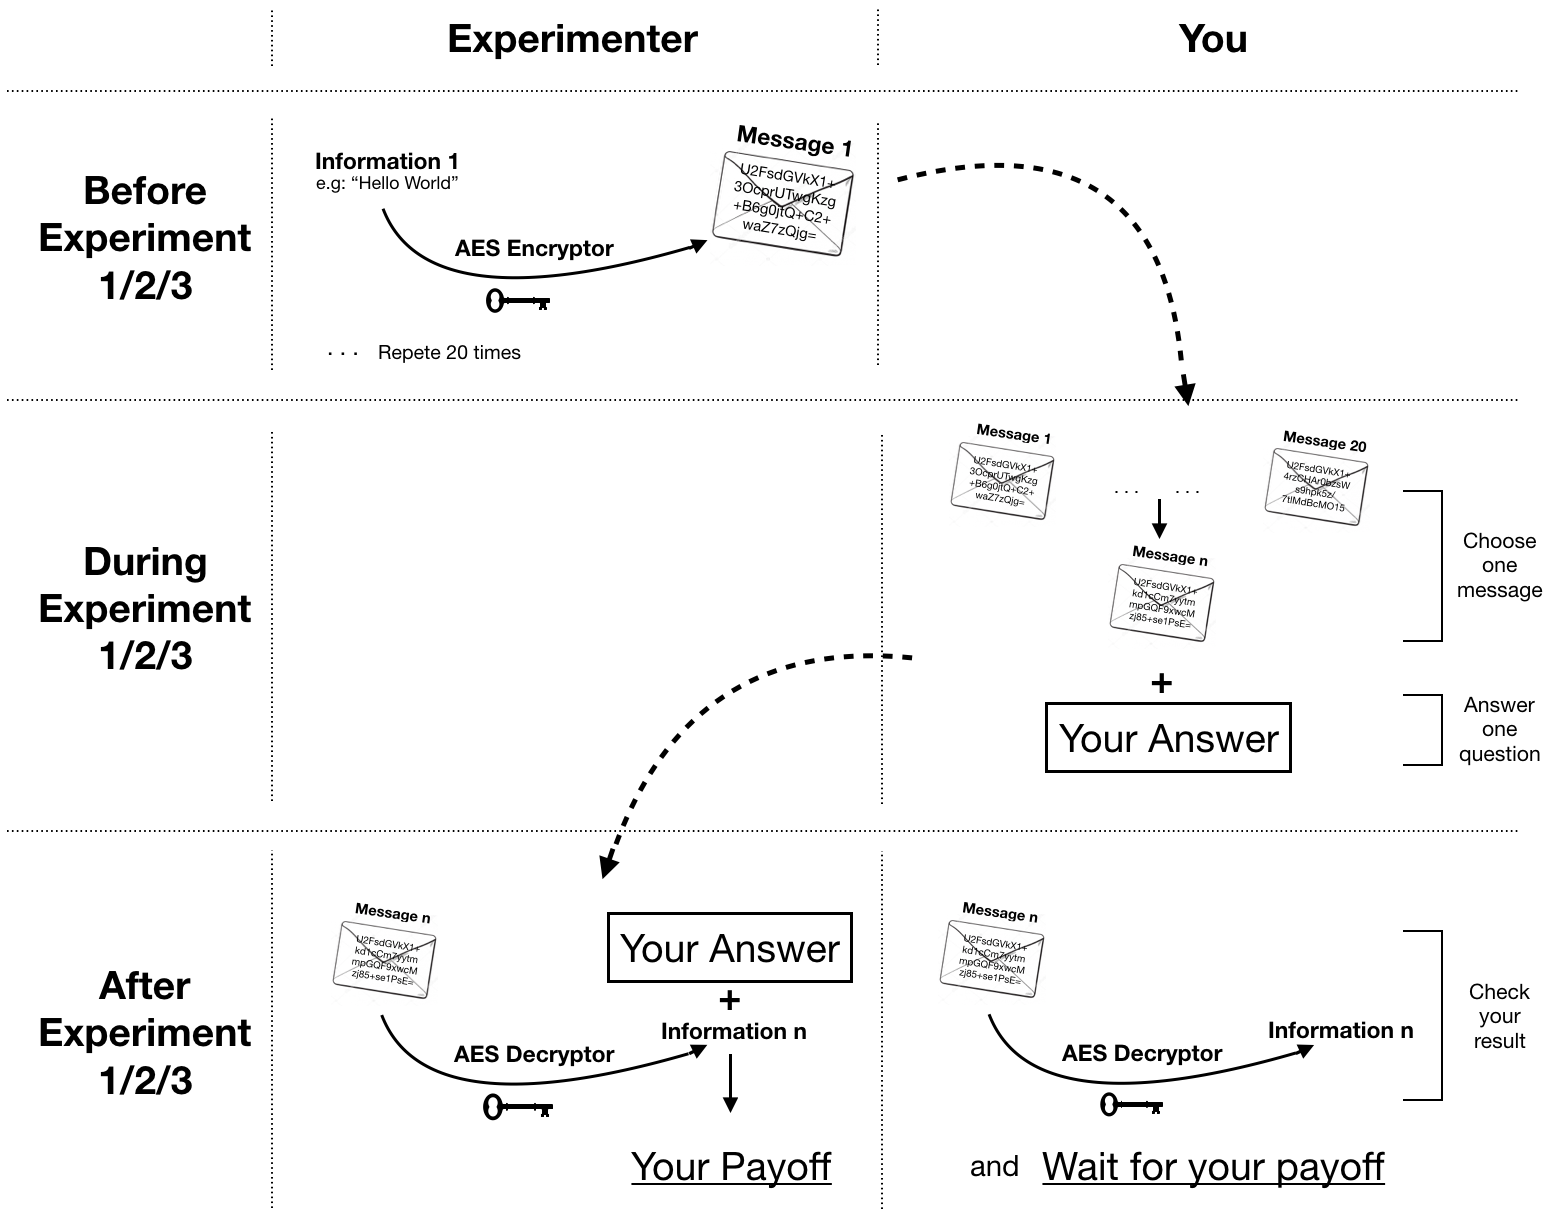 Experimenter
You
Before
Experiment
1/2/3
Information 1
e.g: “Hello World”
AES Encryptor
Message 1
U2FsdGVkX1+
3OcprUTwgKzg
+B6g0jtQ+C2+
waZ7zQjg=
. . . Repete 20 times
During
Experiment
1/2/3
Message 1
U2FsdGVkX1+
3OcprUTwgKzg
+B6g0jtQ+C2+
waZ7zQjg=
. . . . . .
Message 20
U2FsdGVkX1+
4rzCHAr0bzsW
s9hpk5z/
7tlMdBcMO15
Message n
U2FsdGVkX1+
kd1cCm7yytm
mpGQF9xwcM
zj85+se1PsE=
Choose
one
message
+
Your Answer
Answer
one
question
After
Experiment
1/2/3
Message n
U2FsdGVkX1+
kd1cCm7yytm
mpGQF9xwcM
zj85+se1PsE=
AES Decryptor
Your Answer
+
Information n
Your Payoff
Message n
U2FsdGVkX1+
kd1cCm7yytm
mpGQF9xwcM
zj85+se1PsE=
AES Decryptor
Information n
Check
your
result
and Wait for your payoff